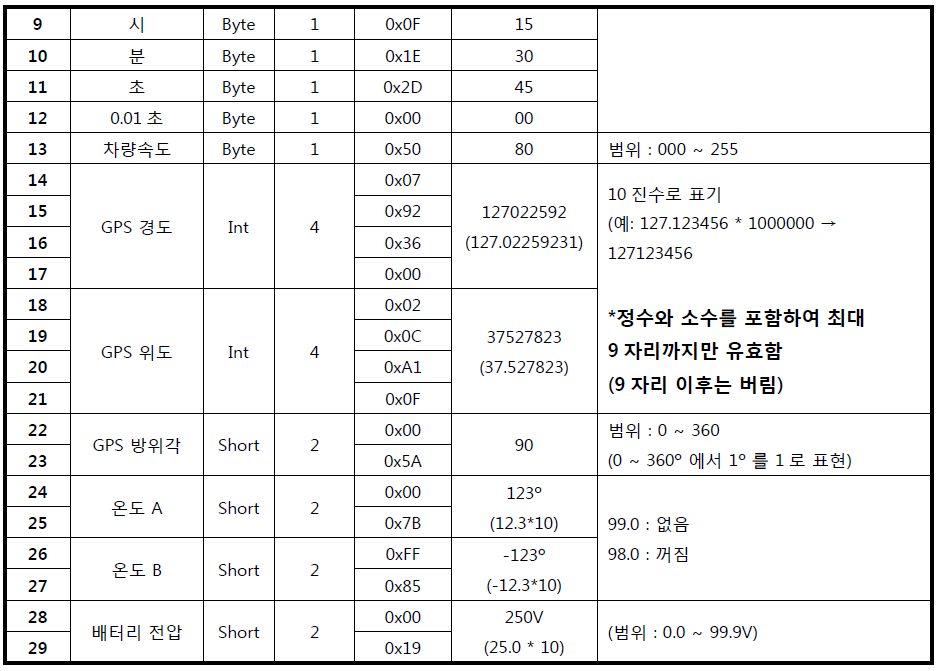 9 시 Byte 1 0x0F 15
10 분 Byte 1 0x1E 30
11 초 Byte 1 0x2D 45
12 0.01 초 Byte 1 0x00 00
13 차량속도 Byte 1 0x50 80 범위 : 000 ~ 255
14 0x07
15 0x92
16 0x36
17 0x00
GPS 경도 Int 4
127022592
(127.02259231)
10 진수로 표기
(예: 127.123456 * 1000000 →
127123456
*정수와 소수를 포함하여 최대
9 자리까지만 유효함
(9 자리 이후는 버림)
18 0x02
19 0x0C
20 0xA1
21 0x0F
GPS 위도 Int 4
37527823
(37.527823)
22 0x00
23 0x5A
GPS 방위각 Short 2 90
범위 : 0 ~ 360
(0 ~ 360º 에서 1º 를 1 로 표현)
24 0x00
25 0x7B
온도 A Short 2
123º
(12.3*10)
99.0 : 없음
98.0 : 꺼짐
26 0xFF
27 0x85
온도 B Short 2
-123º
(-12.3*10)
28 0x00
29 0x19
배터리 전압 Short 2
250V
(25.0 * 10)
(범위 : 0.0 ~ 99.9V)